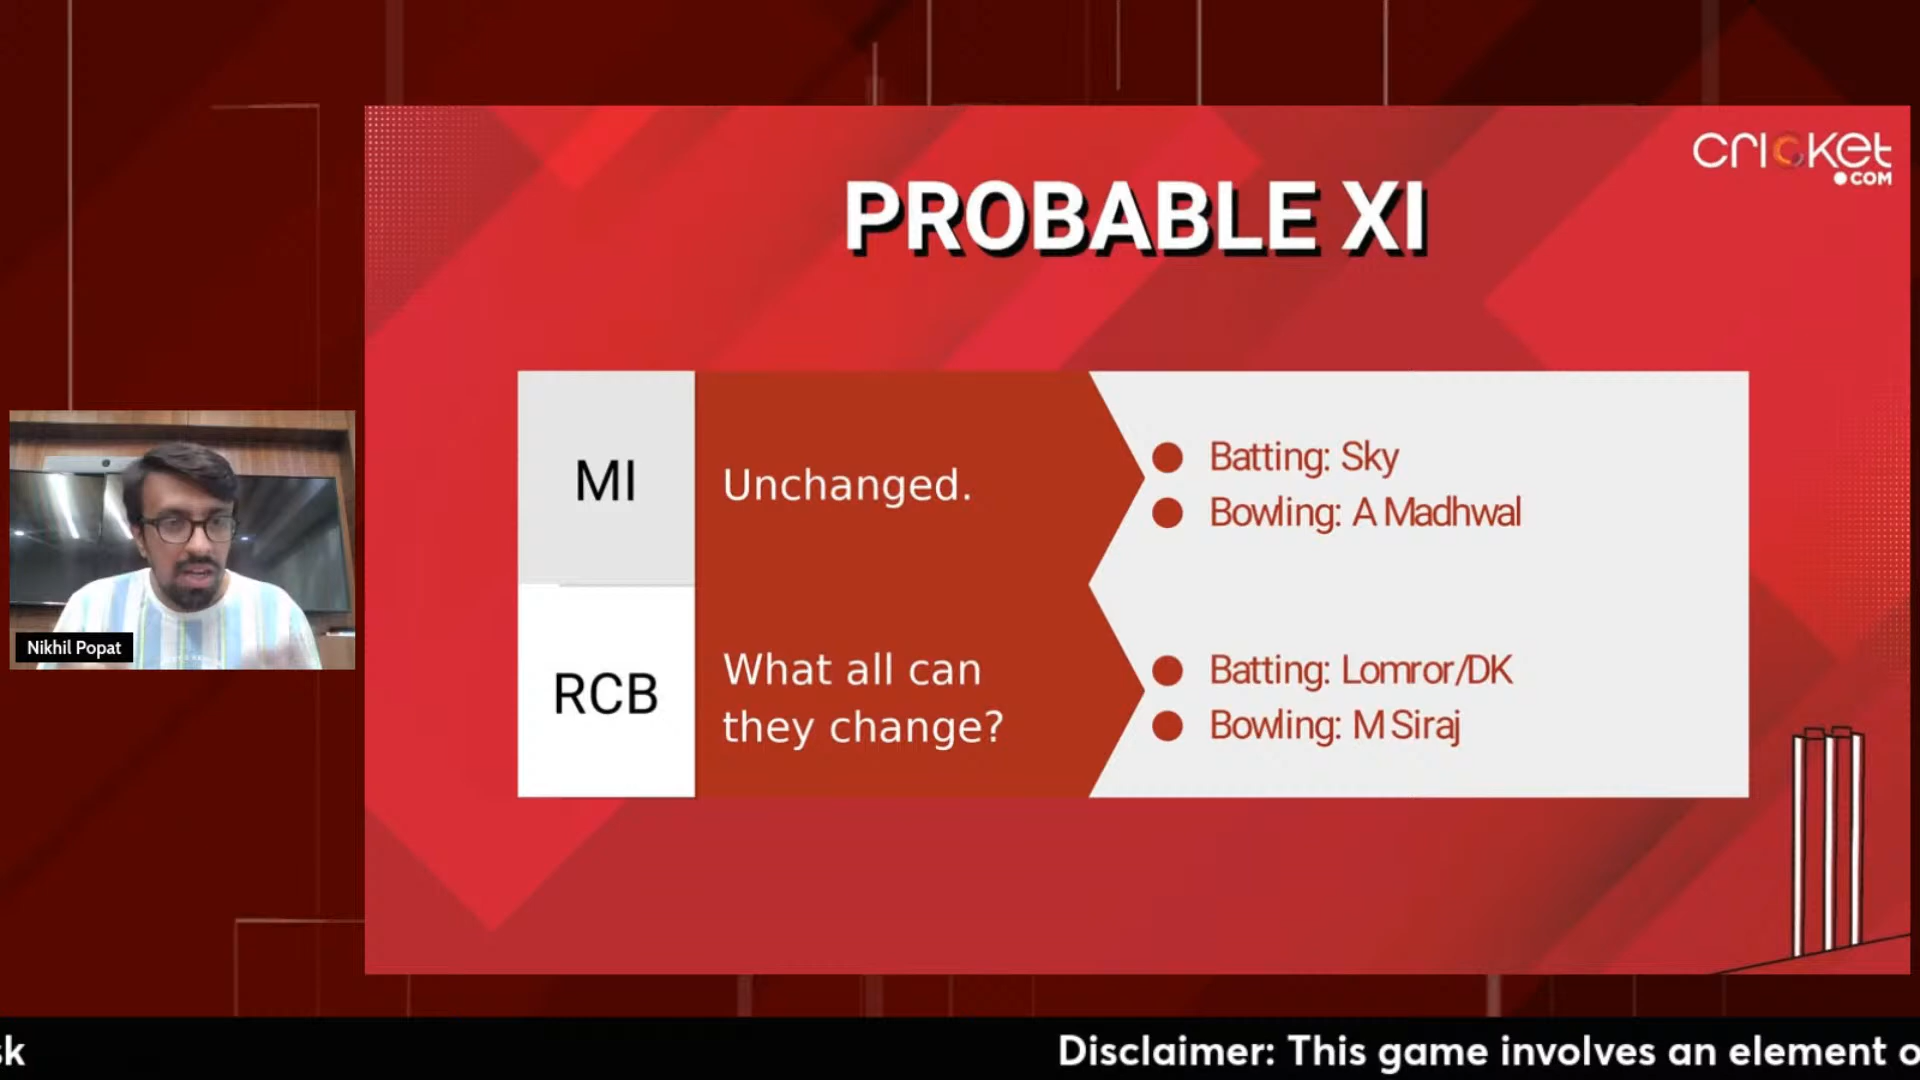 cricket
.COM
PROBABLE XI
MI
Unchanged.
Batting: Sky
Bowling: A Madhwal
RCB
What all can
they change?
Batting: Lomror/DK
Bowling: M Siraj
Nikhil Popat
Disclaimer: This game involves an element